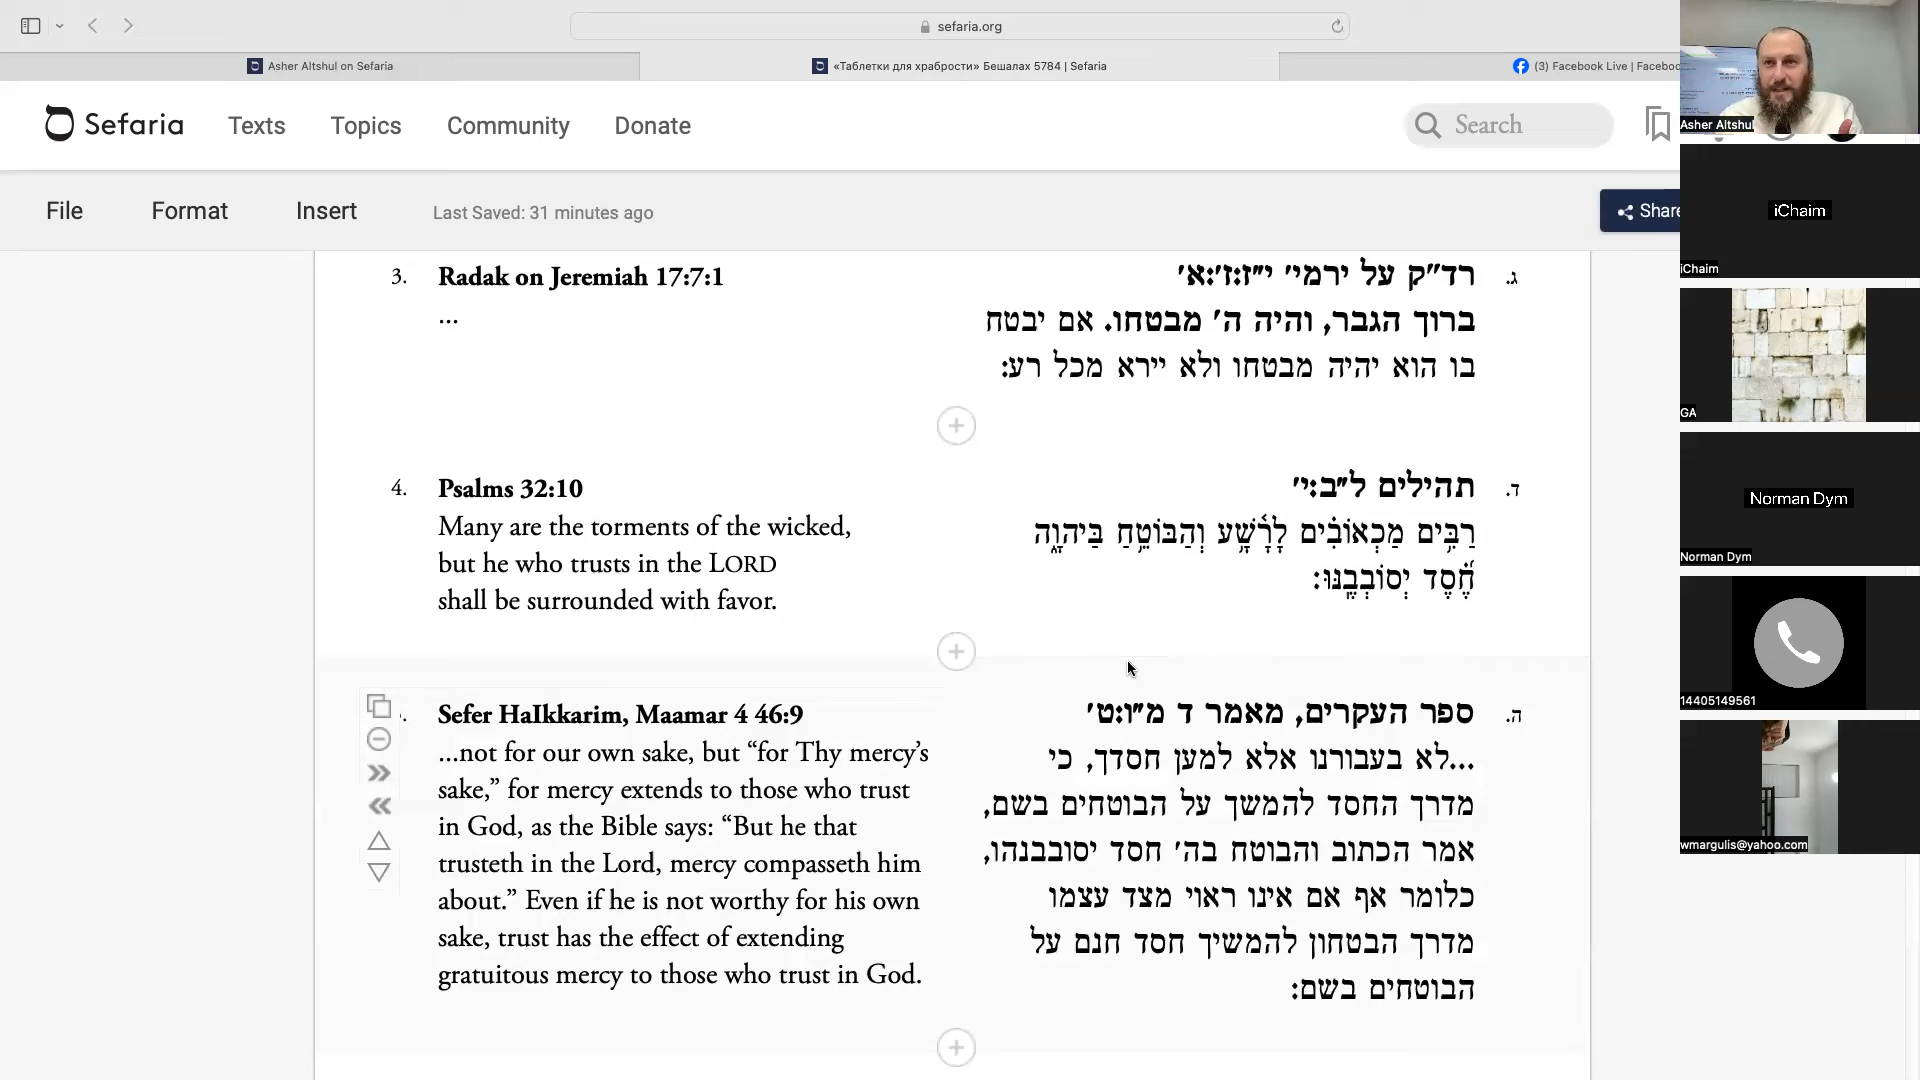 sefaria.org
Asher Altshul on Sefaria
«Таблетки для храбрости» Бешалах 5784 | Sefaria
(3) Facebook Live | Faceboo
Sefaria
Texts
Topics
Community
Donate
Search
File
Format
Insert
Last Saved: 31 minutes ago
Share
3.
Radak on Jeremiah 17:7:1
...
רד״ק על ירמי׳ י״ז:ז׳:א׳
ג.
ברוך הגבר, והיה ה׳ מבטחו. אם יבטח
בו הוא יהיה מבטחו ולא יירא מכל רע:
4.
Psalms 32:10
Many are the torments of the wicked,
but he who trusts in the LORD
shall be surrounded with favor.
תהילים ל״ב:י׳
ד.
רַבִּ֥ים מַכְאוֹבִ֗ים לָרָ֫שָׁ֥ע וְהַבּוֹטֵ֥חַ בַּיהוָ֑ה
חֶ֝֗סֶד יְסוֹבְבֶֽנּוּ׃
Sefer HaIkkarim, Maamar 4 46:9
...not for our own sake, but “for Thy mercy’s
sake,” for mercy extends to those who trust
in God, as the Bible says: “But he that
trusteth in the Lord, mercy compasseth him
about.” Even if he is not worthy for his own
sake, trust has the effect of extending
gratuitous mercy to those who trust in God.
ספר העקרים, מאמר ד מ״ו:ט׳
ה.
...לא בעבורנו אלא למען חסדך, כי
מדרך החסד להמשך על הבוטחים בשם,
אמר הכתוב והבוטח בה׳ חסד יסובבנהו,
כלומר אף אם אינו ראוי מצד עצמו
מדרך הבטחון להמשיך חסד חנם על
הבוטחים בשם:
Asher Altshul
iChaim
iChaim
GA
Norman Dym
Norman Dym
14405149561
wmargulis@yahoo.com